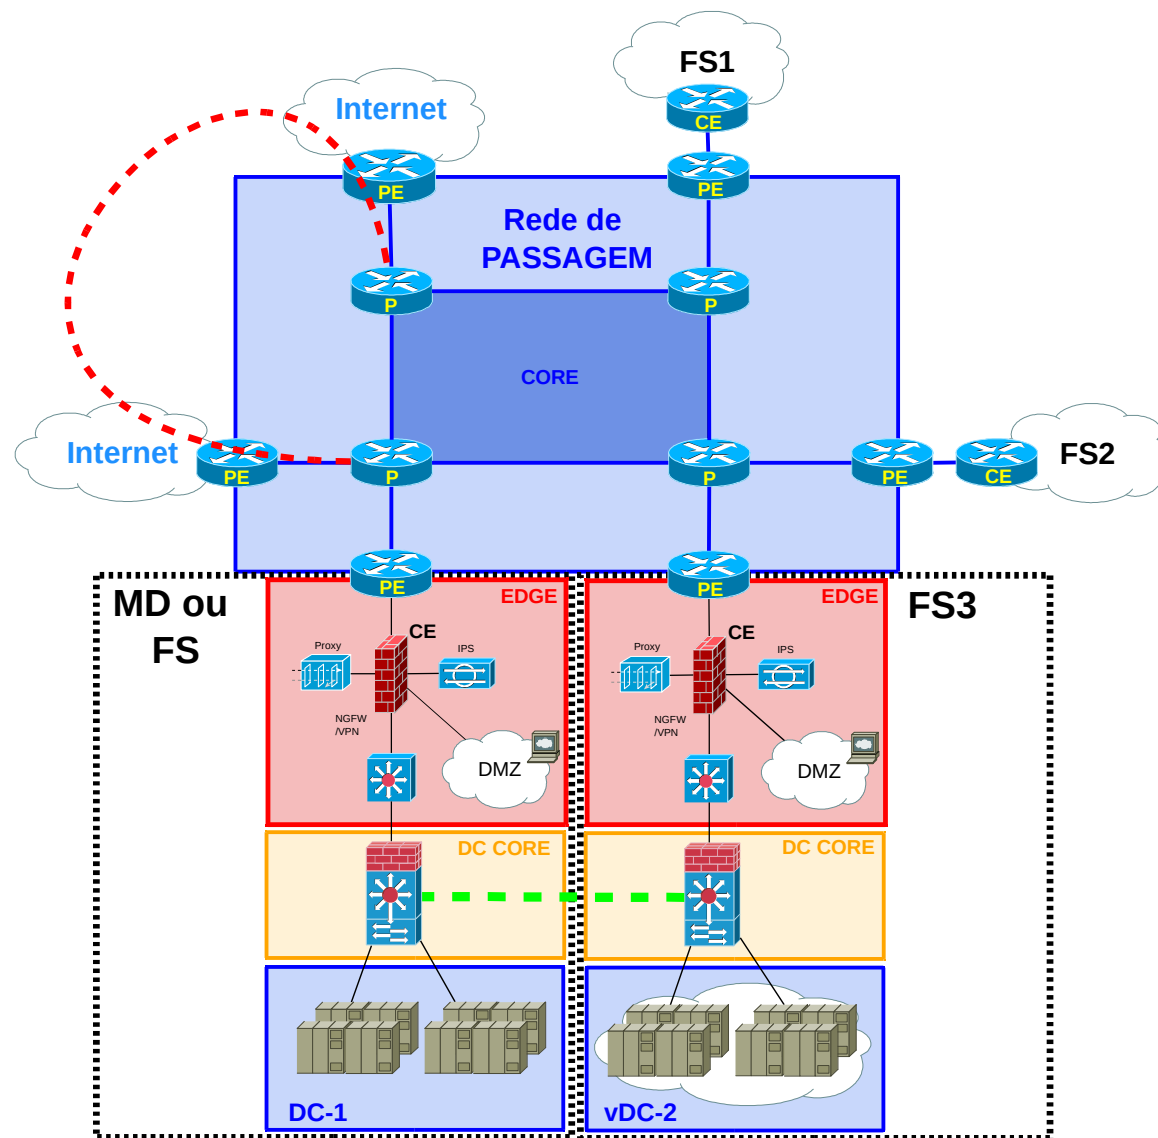 FS1
CE
PE
Internet
PE
Rede de
PASSAGEM
P
P
CORE
Internet
PE
P
P
PE
CE
FS2
PE
PE
MD ou
FS
EDGE
CE
Proxy
IPS
NGFW
/VPN
DMZ
DC CORE
DC-1
EDGE
FS3
CE
Proxy
IPS
NGFW
/VPN
DMZ
DC CORE
vDC-2